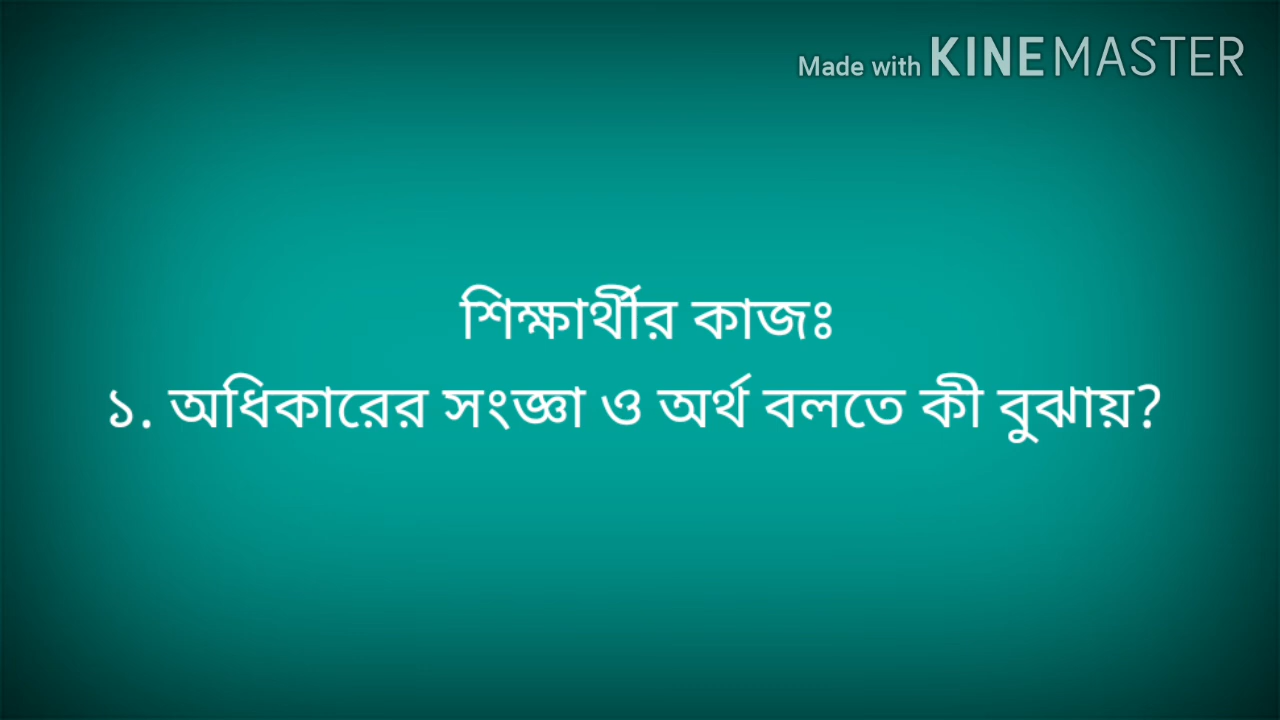 Made with KINEMASTER
শিক্ষার্থীর কাজঃ
১. অধিকারের সংজ্ঞা ও অর্থ বলতে কী বুঝায়?